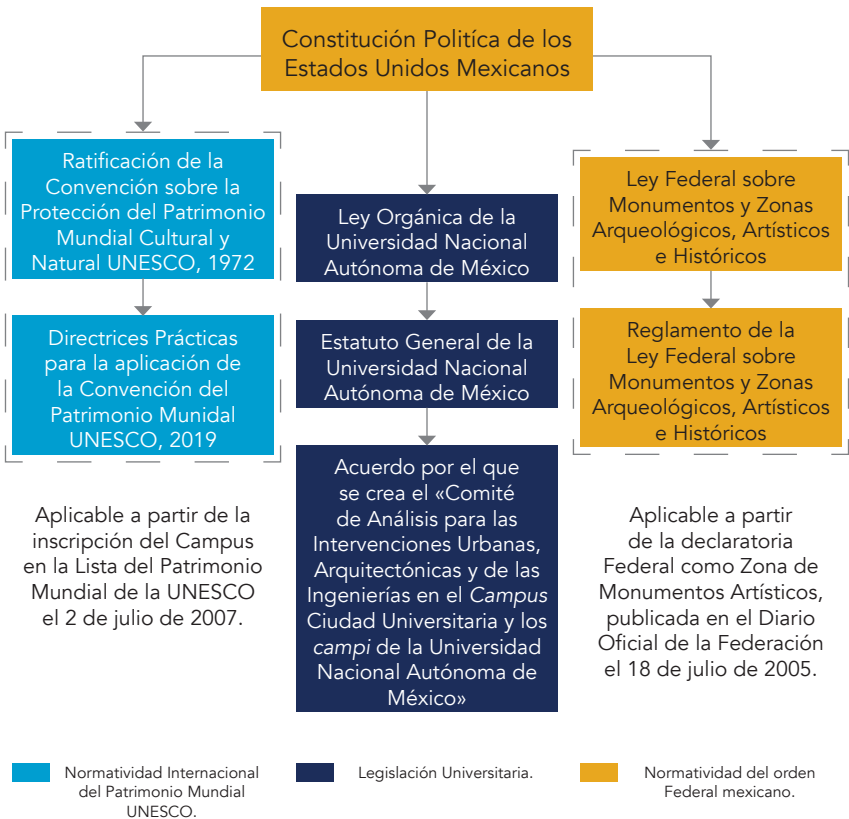 Constitución Politíca de los
Estados Unidos Mexicanos
Ratificación de la
Convención sobre la
Protección del Patrimonio
Mundial Cultural y
Natural UNESCO, 1972
Directrices Prácticas
para la aplicación de
la Convención del
Patrimonio Munidal
UNESCO, 2019
Aplicable a partir de la
inscripción del Campus
en la Lista del Patrimonio
Mundial de la UNESCO
el 2 de julio de 2007.
Ley Orgánica de la
Universidad Nacional
Autónoma de México
Estatuto General de la
Universidad Nacional
Autónoma de México
Acuerdo por el que
se crea el «Comité
de Análisis para las
Intervenciones Urbanas,
Arquitectónicas y de las
Ingenierías en el Campus
Ciudad Universitaria y los
campi de la Universidad
Nacional Autónoma de
México»
Ley Federal sobre
Monumentos y Zonas
Arqueológicos, Artísticos
e Históricos
Reglamento de la
Ley Federal sobre
Monumentos y Zonas
Arqueológicos, Artísticos
e Históricos
Aplicable a partir
de la declaratoria
Federal como Zona de
Monumentos Artísticos,
publicada en el Diario
Oficial de la Federación
el 18 de julio de 2005.
Normatividad Internacional
del Patrimonio Mundial
UNESCO.
Legislación Universitaria.
Normatividad del orden
Federal mexicano.